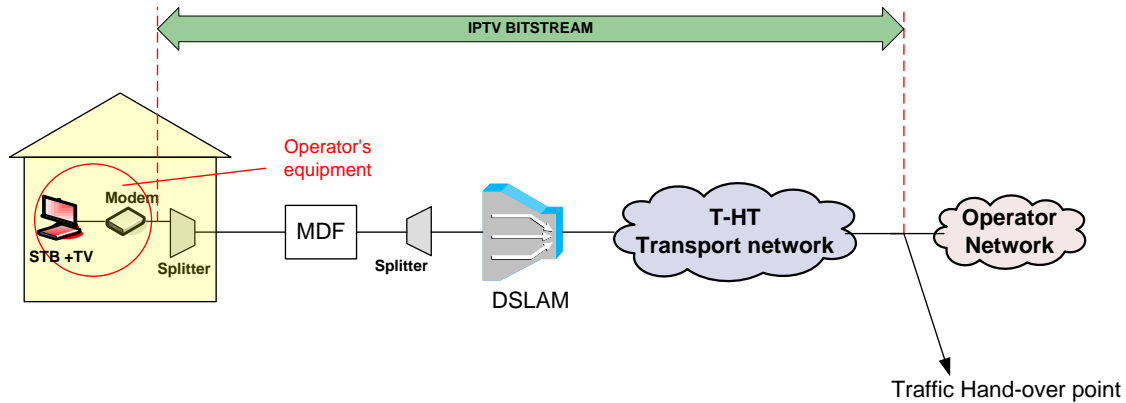 IPTV BITSTREAM
Operator's
equipment
Modem
STB +TV
Splitter
MDF
Splitter
DSLAM
T-HT
Transport network
Operator
Network
Traffic Hand-over point